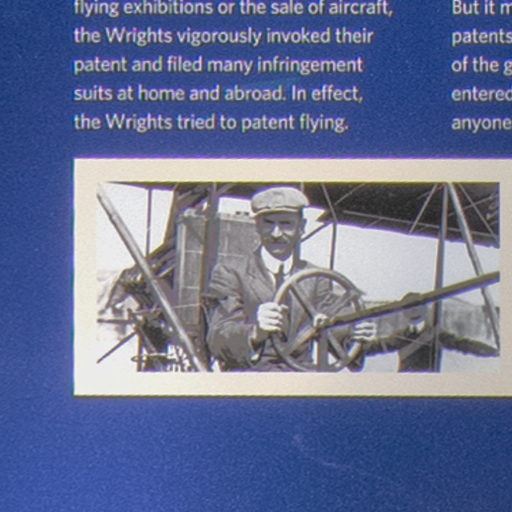 flying exhibitions or the sale of aircraft,
the Wrights vigorously invoked their
patent and filed many infringement
suits at home and abroad. In effect,
the Wrights tried to patent flying.
But it
patents
of the
entered
anyone